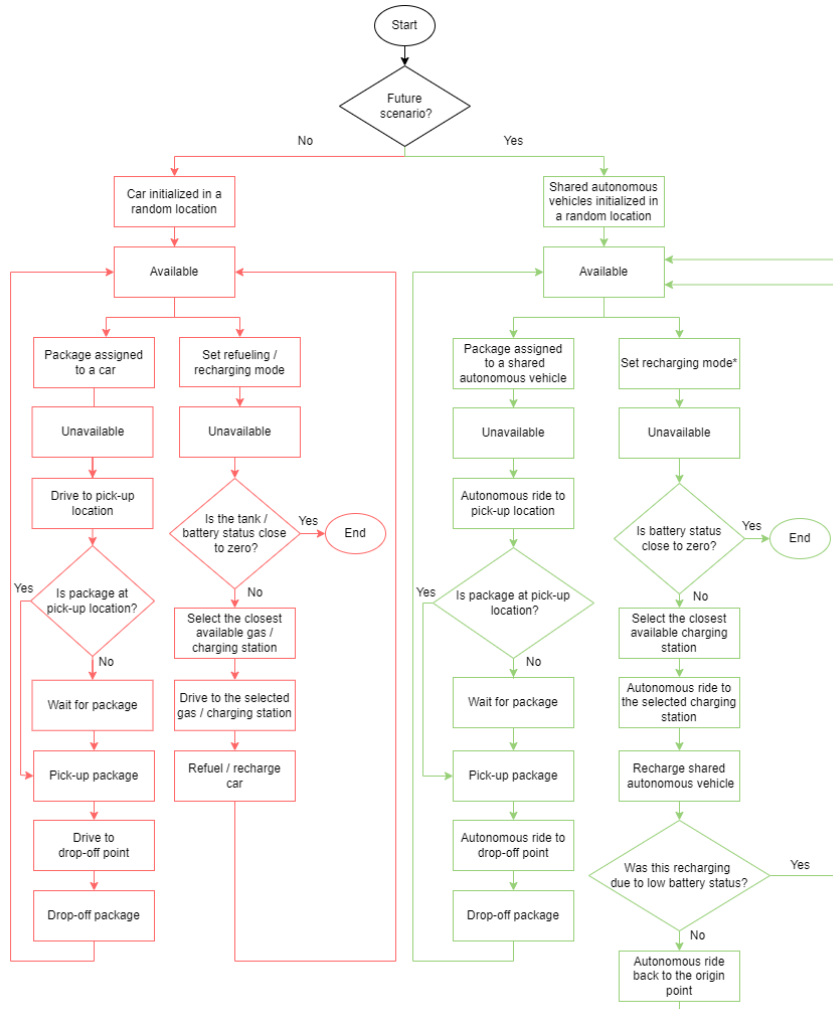 Start
Future
scenario?
No
Yes
Car initialized in a
random location
Shared autonomous
vehicles initialized in
a random location
Available
Available
Package assigned
to a car
Set refueling /
recharging mode
Package assigned
to a shared
autonomous vehicle
Set recharging mode*
Unavailable
Unavailable
Unavailable
Unavailable
Drive to pick-up
location
Is the tank /
battery status close
to zero?
Yes
End
Autonomous ride to
pick-up location
Is battery status
close to zero?
Yes
End
Yes
Is package at
pick-up location?
No
No
Select the closest
available gas /
charging station
Yes
Is package at pick-up
location?
No
No
Select the closest
available charging
station
Wait for package
Drive to the selected
gas / charging station
Wait for package
Autonomous ride to
the selected charging
station
Pick-up package
Refuel / recharge
car
Pick-up package
Recharge shared
autonomous vehicle
Drive to
drop-off point
Autonomous ride to
drop-off point
Was this recharging
due to low battery status?
Yes
Drop-off package
Drop-off package
No
Autonomous ride
back to the origin
point